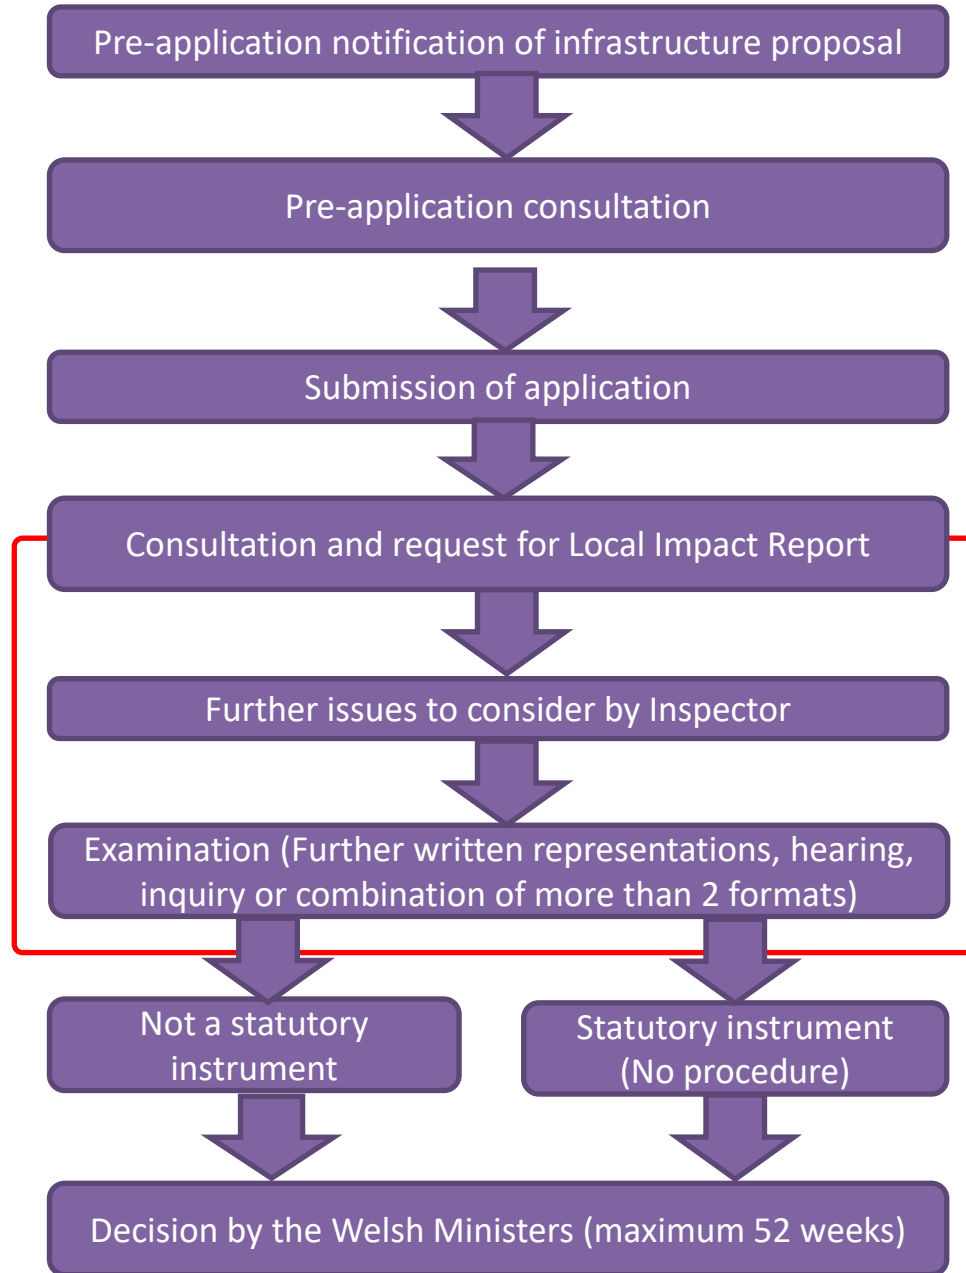 Pre-application notification of infrastructure proposal
Pre-application consultation
Submission of application
Consultation and request for Local Impact Report
Further issues to consider by Inspector
Examination (Further written representations, hearing,
inquiry or combination of more than 2 formats)
Not a statutory
instrument
Statutory instrument
(No procedure)
Decision by the Welsh Ministers (maximum 52 weeks)